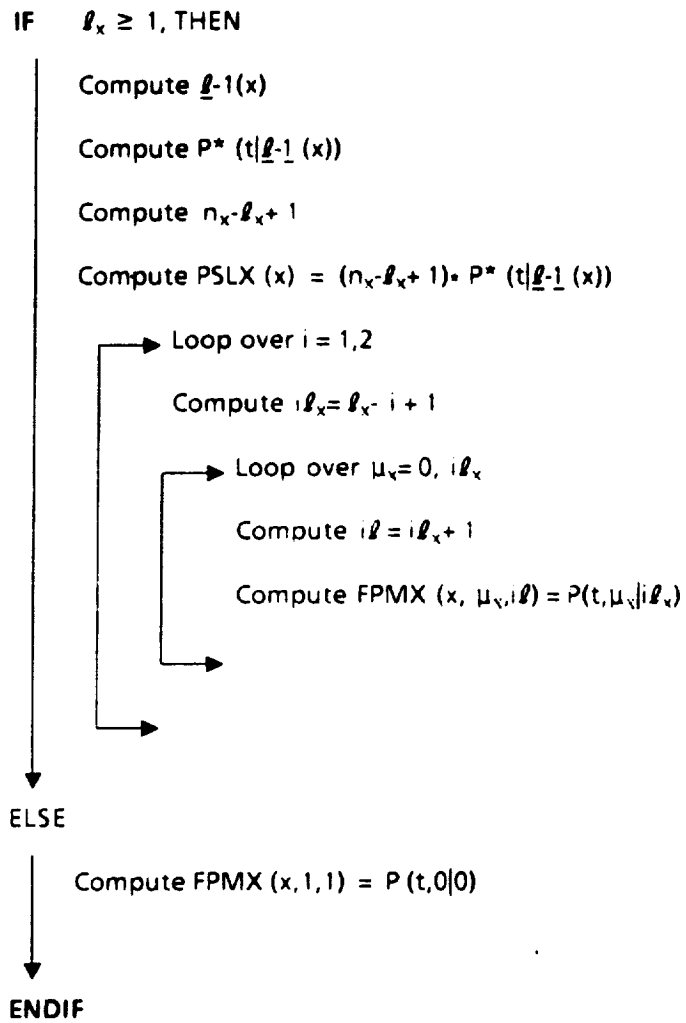 IF ℓx ≥ 1, THEN
Compute ℓ-1(x)
Compute P* (t|ℓ-1 (x))
Compute nx-ℓx+ 1
Compute PSLX (x) = (nx-ℓx+ 1)• P* (t|ℓ-1 (x))
Loop over i = 1,2
Compute iℓx= ℓx- i + 1
Loop over μx= 0, iℓx
Compute iℓ = iℓx+ 1
Compute FPMX (x, μx,iℓ) = P(t,μx|iℓx)
ELSE
Compute FPMX (x,1,1) = P (t,0|0)
ENDIF